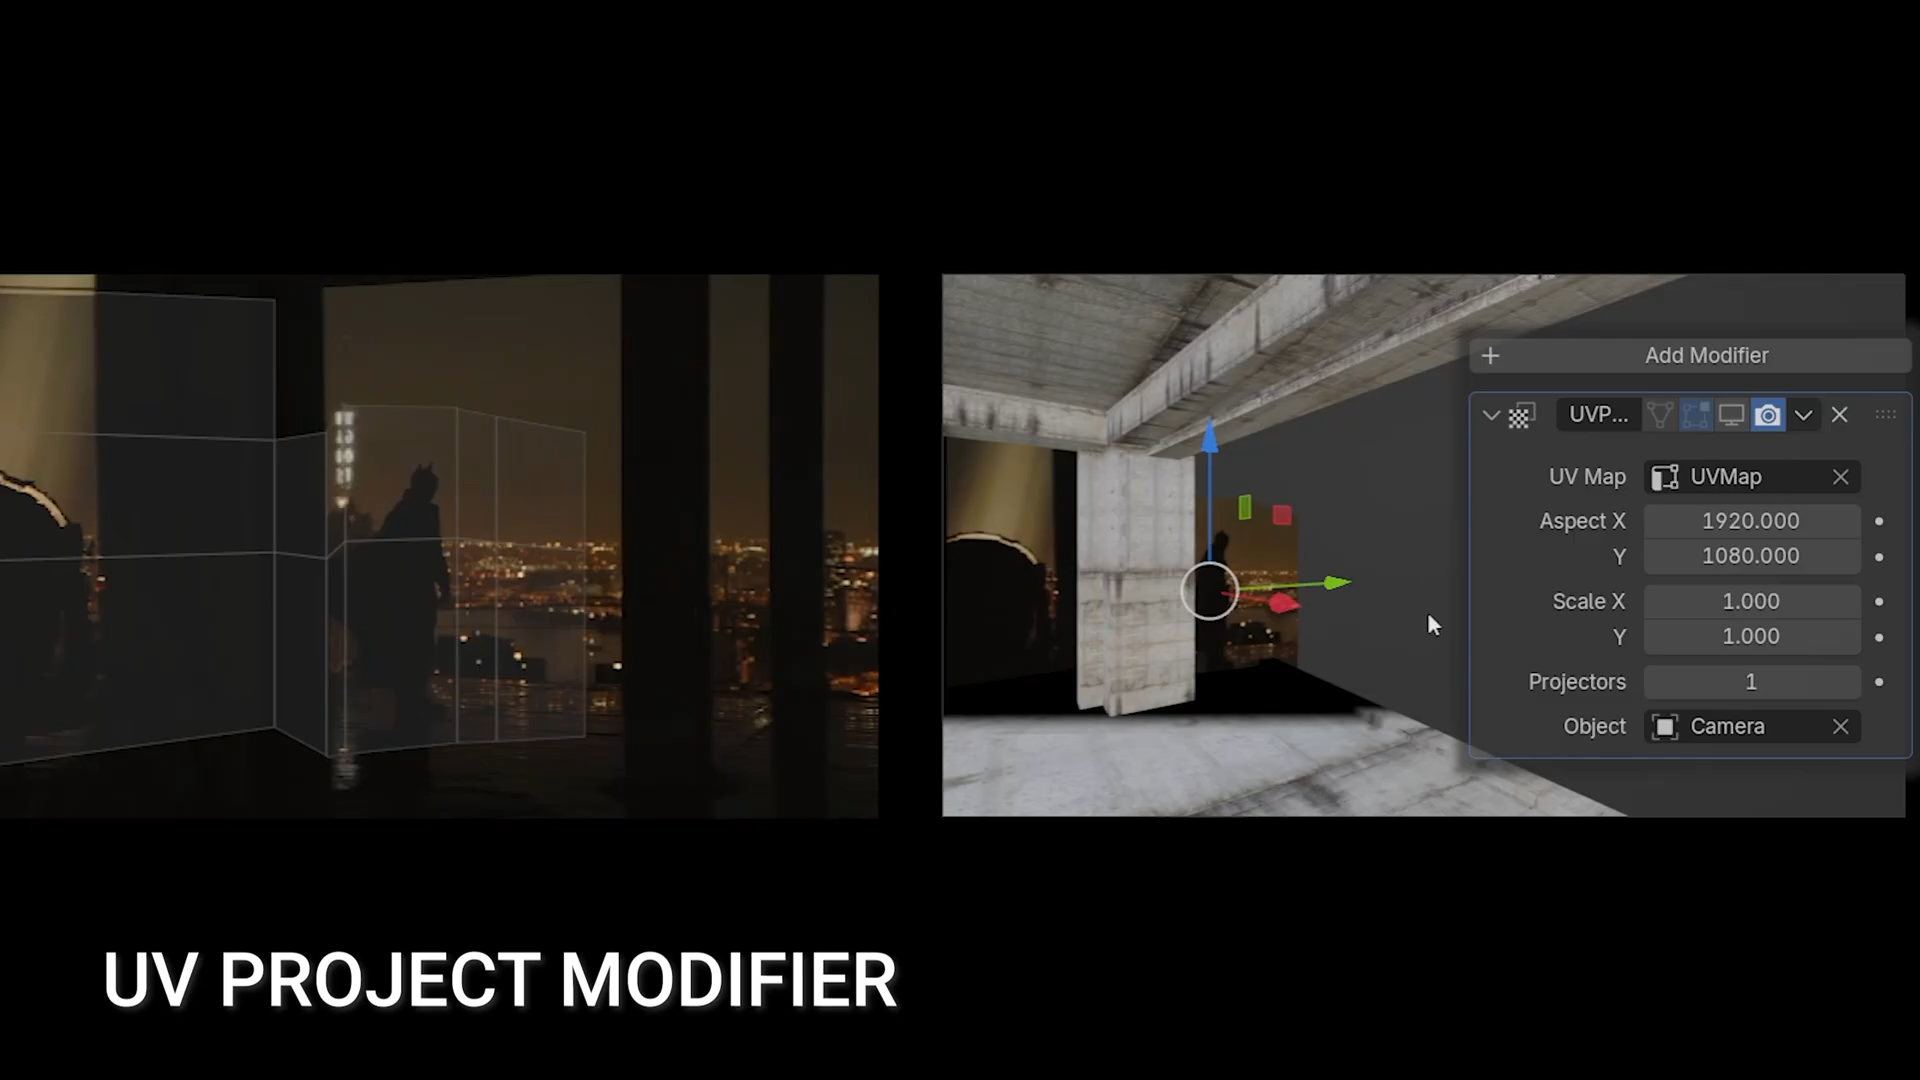 Add Modifier
UVP...
UV Map UVMap
Aspect X 1920.000
Y 1080.000
Scale X 1.000
Y 1.000
Projectors 1
Object Camera
UV PROJECT MODIFIER